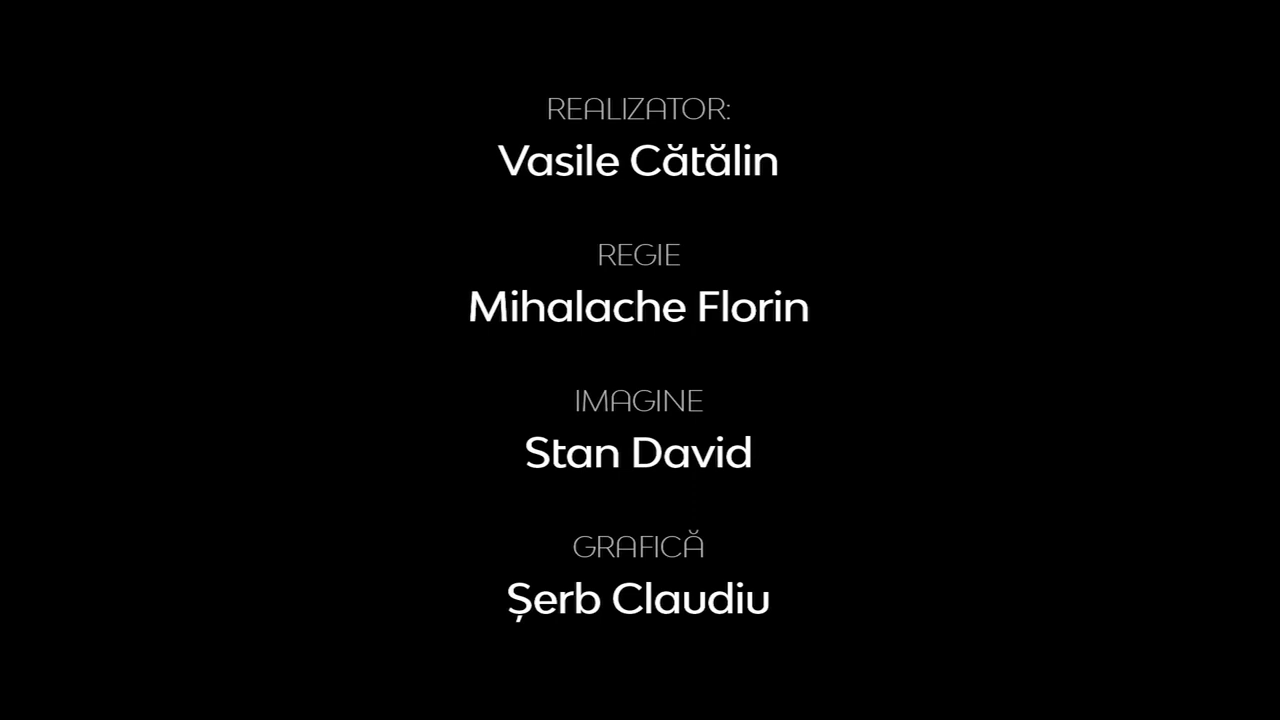 REALIZATOR:
Vasile Cătălin
REGIE
Mihalache Florin
IMAGINE
Stan David
GRAFICĂ
Șerb Claudiu